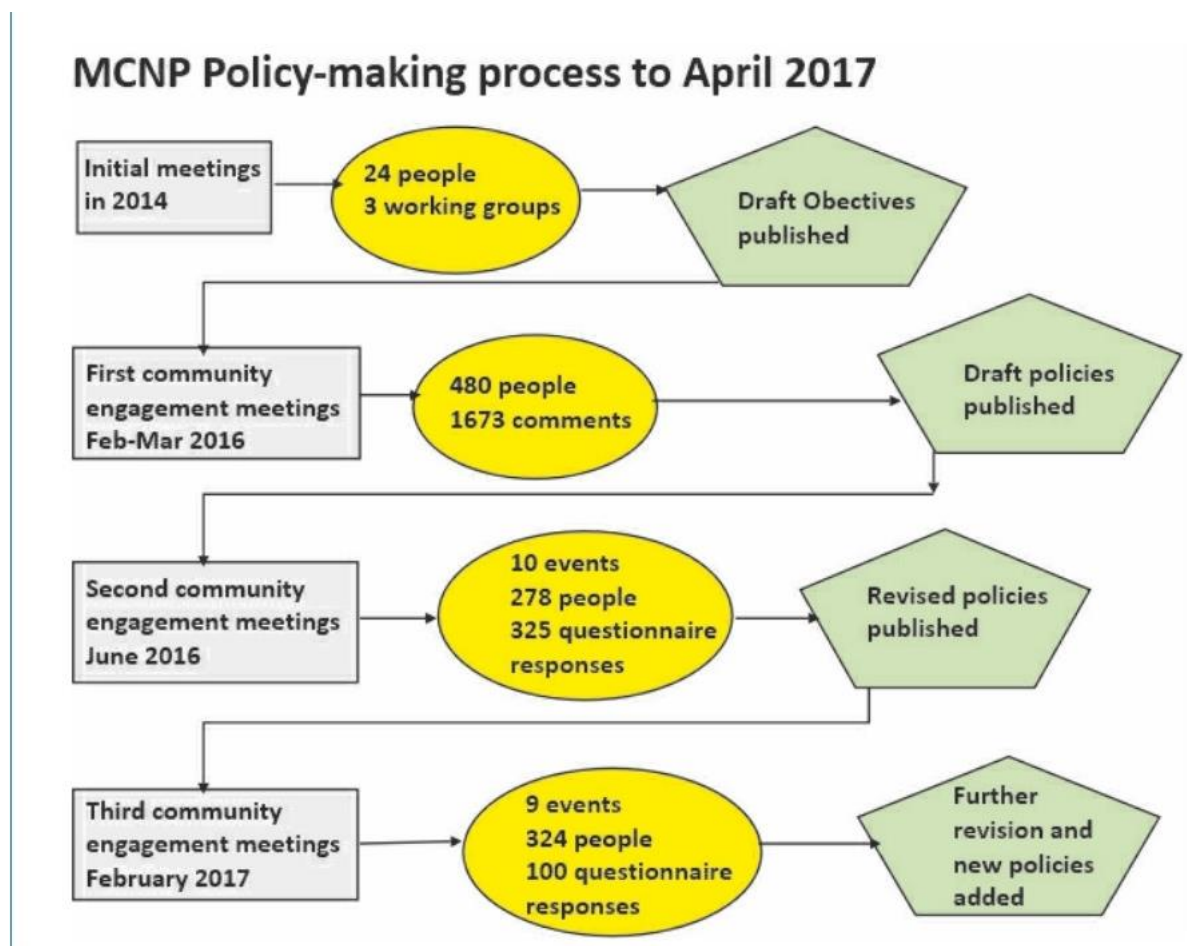 MCNP Policy-making process to April 2017
Initial meetings
in 2014
24 people
3 working groups
Draft Obectives
published
First community
engagement meetings
Feb-Mar 2016
480 people
1673 comments
Draft policies
published
Second community
engagement meetings
June 2016
10 events
278 people
325 questionnaire
responses
Revised policies
published
Third community
engagement meetings
February 2017
9 events
324 people
100 questionnaire
responses
Further
revision and
new policies
added